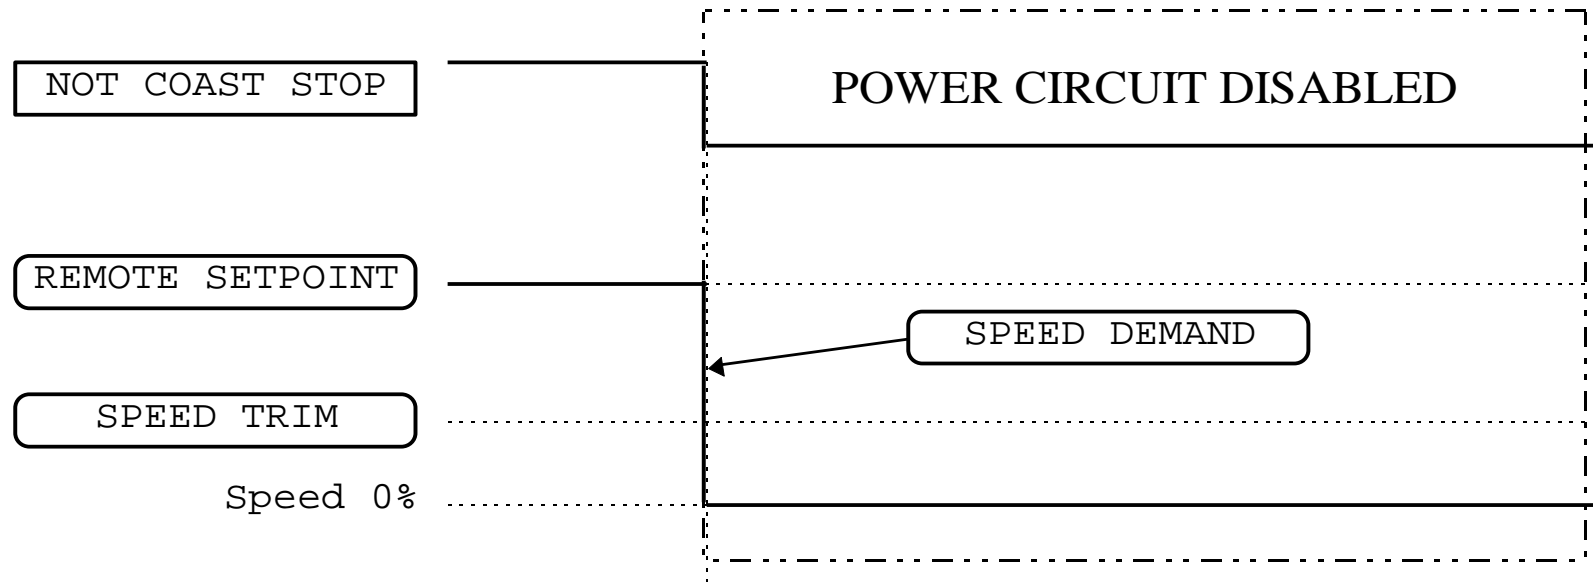 NOT COAST STOP
POWER CIRCUIT DISABLED
REMOTE SETPOINT
SPEED DEMAND
SPEED TRIM
Speed 0%